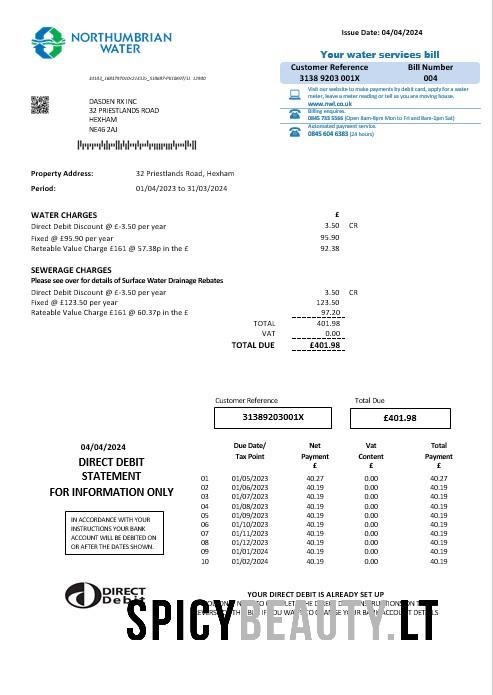 NORTHUMBRIAN
WATER
Issue Date: 04/04/2024
Your water services bill
Customer Reference Bill Number
3138 9203 001X 004
Visit our website to make payments by debit card, apply for a water
meter, leave a meter reading or tell us you are moving house.
www.nwl.co.uk
Billing enquires.
0845 733 5566 (Open 8am-8pm Mon to Fri and 8am-1pm Sat)
Automated payment service.
0845 604 6383 (24 hours)
DASDEN RX INC
32 PRIESTLANDS ROAD
HEXHAM
NE46 2AJ
Property Address: 32 Priestlands Road, Hexham
Period: 01/04/2023 to 31/03/2024
WATER CHARGES £
Direct Debit Discount @ £-3.50 per year 3.50 CR
Fixed @ £95.90 per year 95.90
Rateable Value Charge £161 @ 57.38p in the £ 92.38
SEWERAGE CHARGES
Please see over for details of Surface Water Drainage Rebates
Direct Debit Discount @ £-3.50 per year 3.50 CR
Fixed @ £123.50 per year 123.50
Rateable Value Charge £161 @ 60.37p in the £ 97.20
TOTAL 401.98
VAT 0.00
TOTAL DUE £401.98
Customer Reference Total Due
31389203001X £401.98
04/04/2024
DIRECT DEBIT
STATEMENT
FOR INFORMATION ONLY
IN ACCORDANCE WITH YOUR
INSTRUCTIONS YOUR BANK
ACCOUNT WILL BE DEBITED ON
OR AFTER THE DATES SHOWN.
Due Date/ Net Vat Total
Tax Point Payment Content Payment
£ £ £
01 01/05/2023 40.27 0.00 40.27
02 01/06/2023 40.19 0.00 40.19
03 01/07/2023 40.19 0.00 40.19
04 01/08/2023 40.19 0.00 40.19
05 01/09/2023 40.19 0.00 40.19
06 01/10/2023 40.19 0.00 40.19
07 01/11/2023 40.19 0.00 40.19
08 01/12/2023 40.19 0.00 40.19
09 01/01/2024 40.19 0.00 40.19
10 01/02/2024 40.19 0.00 40.19
DIRECT
Debit
YOUR DIRECT DEBIT IS ALREADY SET UP
SPICYBEAUTY.LT